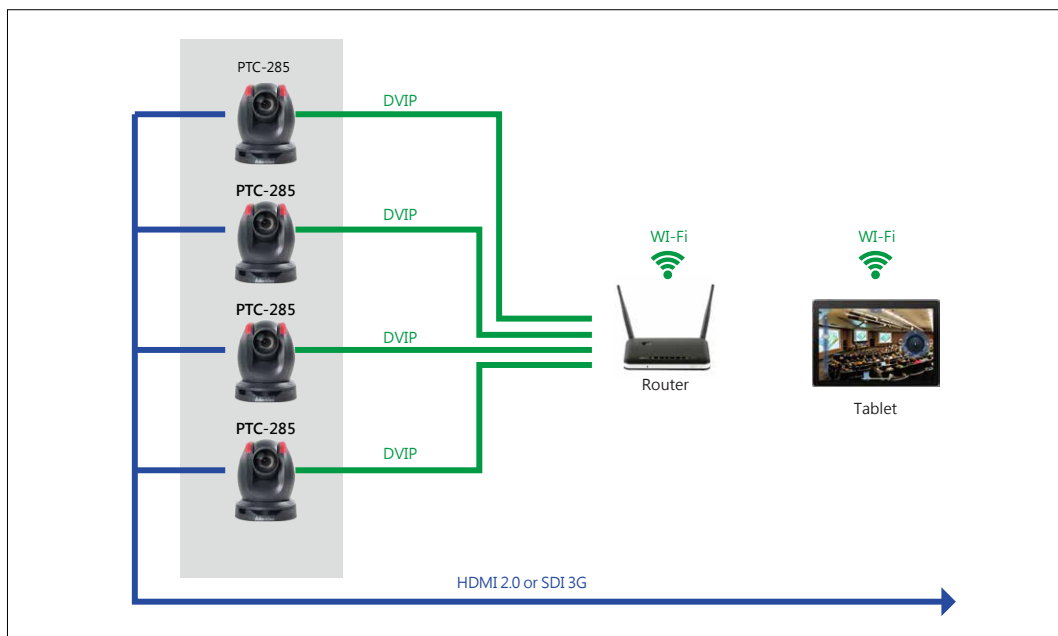 PTC-285
DVIP
PTC-285
DVIP
WI-Fi
WI-Fi
PTC-285
DVIP
Router
Tablet
PTC-285
DVIP
HDMI 2.0 or SDI 3G